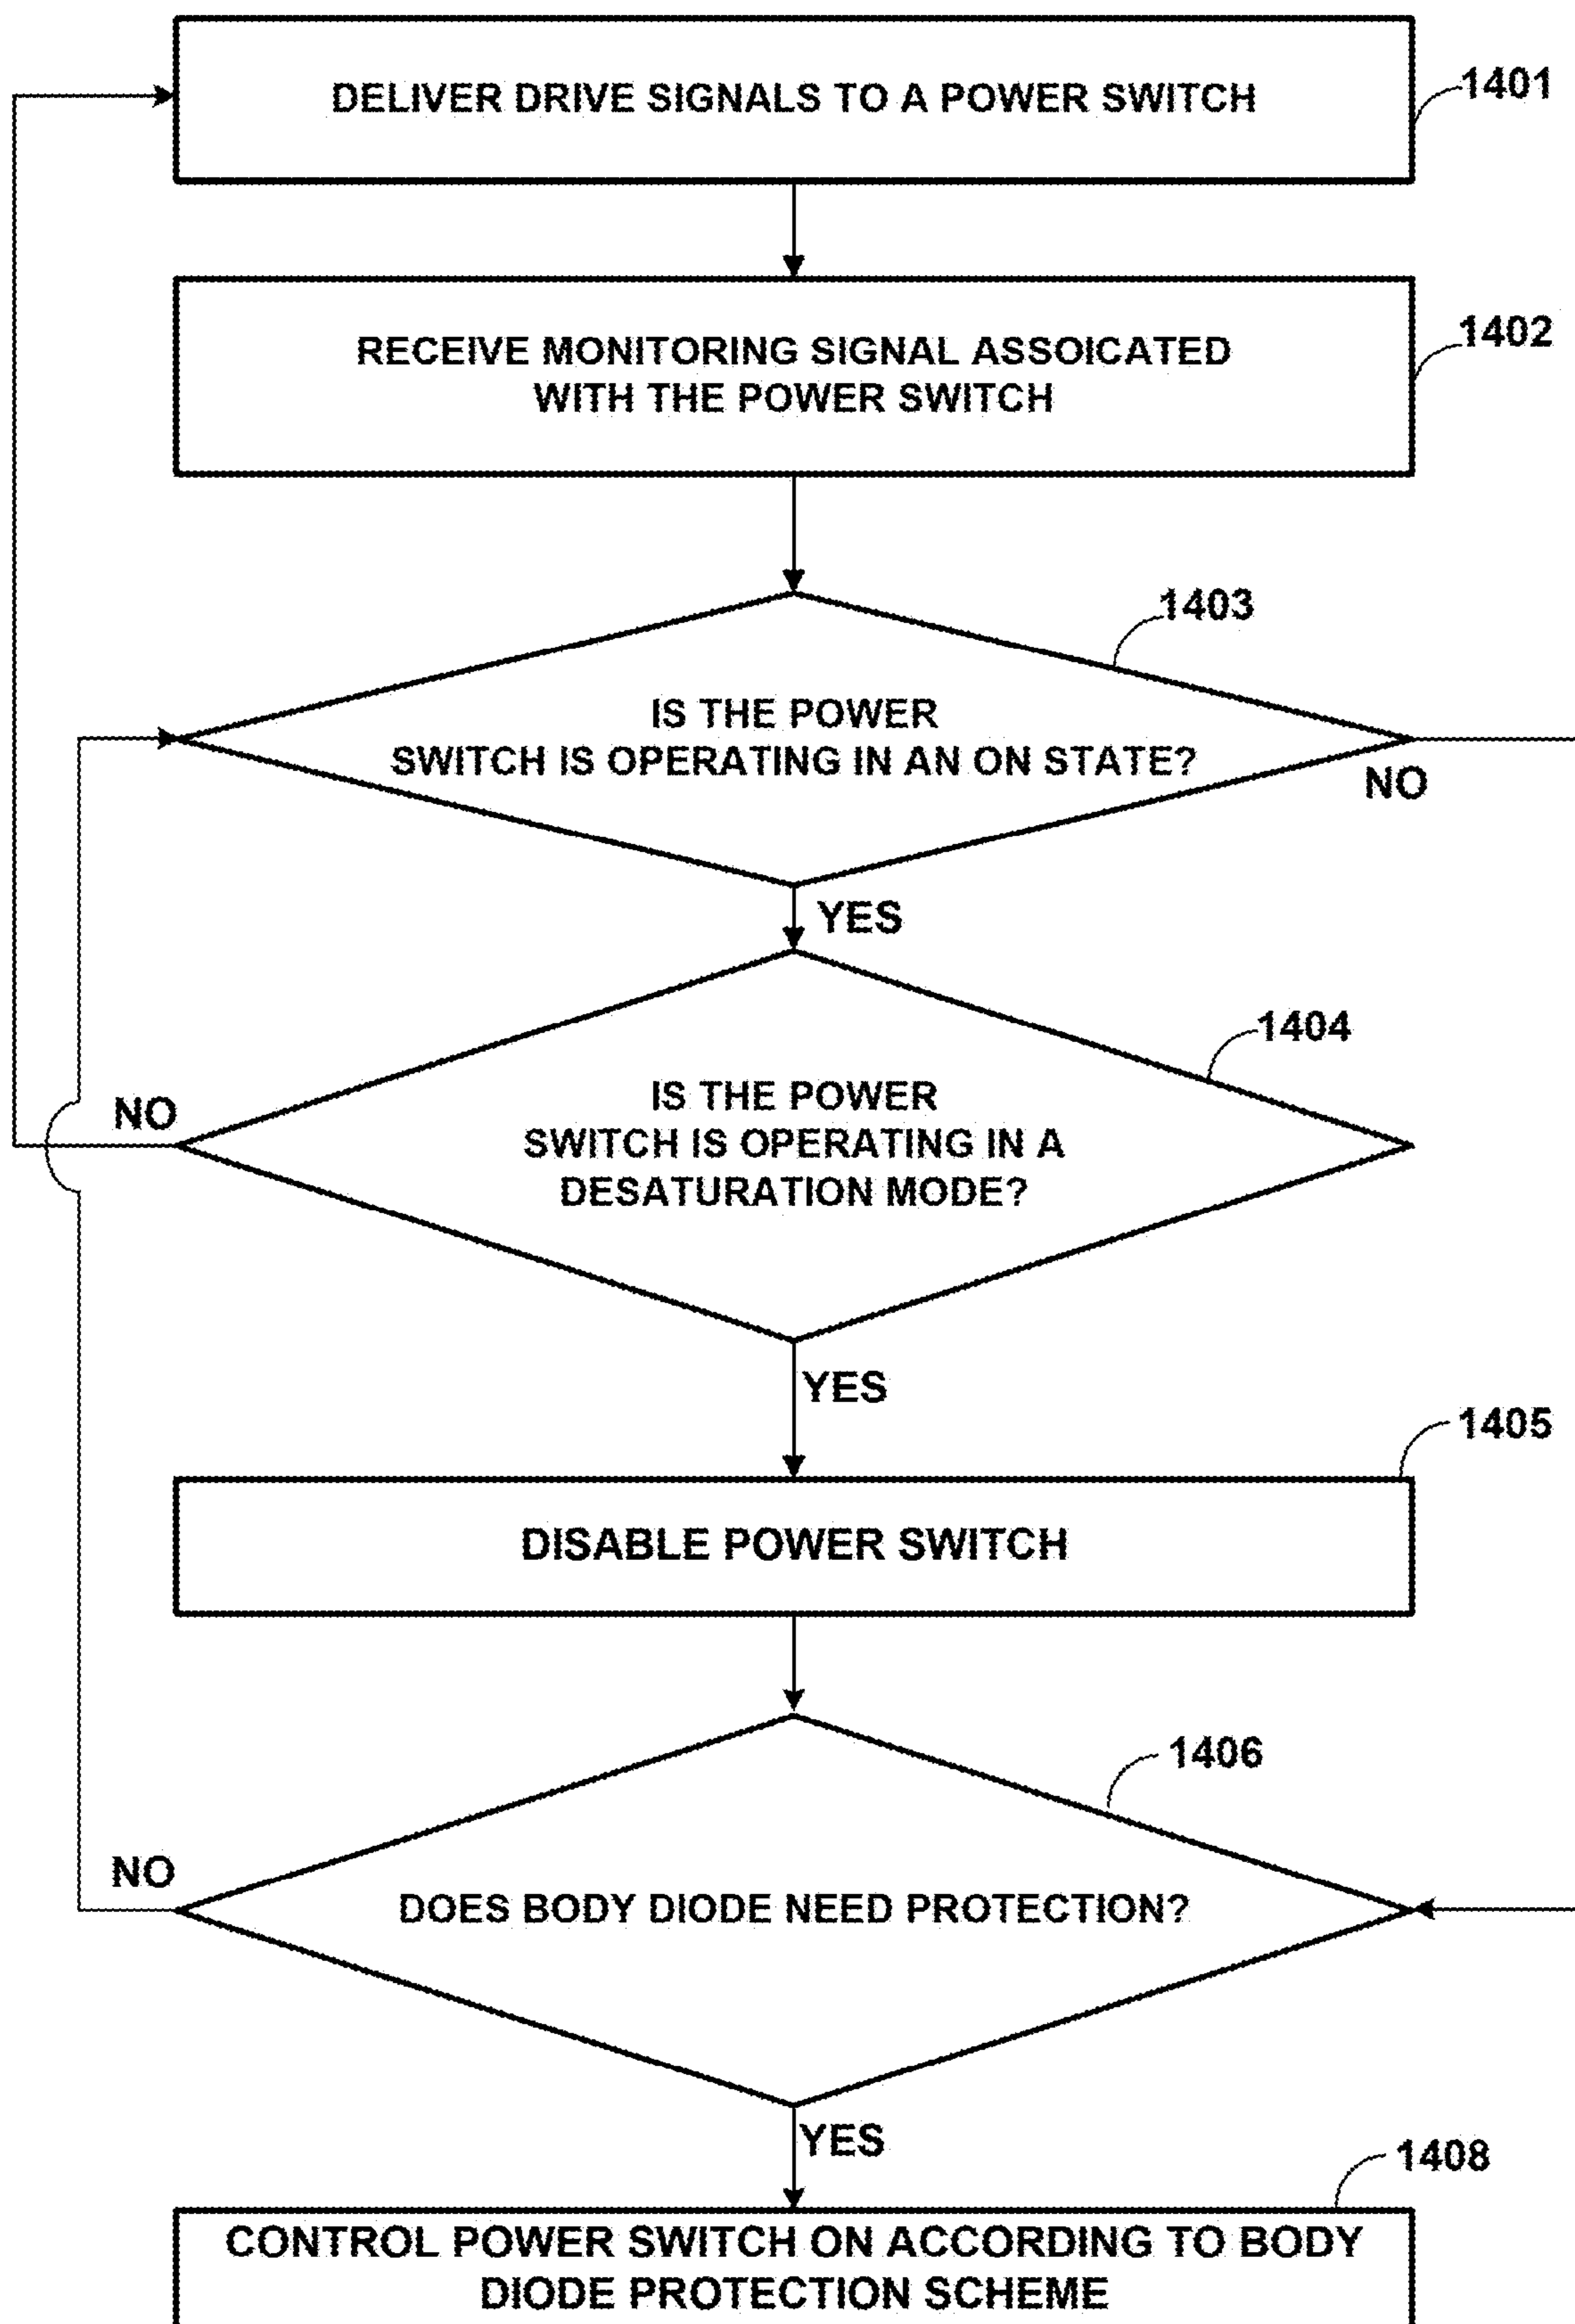 DELIVER DRIVE SIGNALS TO A POWER SWITCH
1401
RECEIVE MONITORING SIGNAL ASSOICATED
WITH THE POWER SWITCH
1402
1403
IS THE POWER
SWITCH IS OPERATING IN AN ON STATE?
NO
YES
1404
IS THE POWER
SWITCH IS OPERATING IN A
DESATURATION MODE?
NO
YES
1405
DISABLE POWER SWITCH
1406
NO
DOES BODY DIODE NEED PROTECTION?
YES
1408
CONTROL POWER SWITCH ON ACCORDING TO BODY
DIODE PROTECTION SCHEME